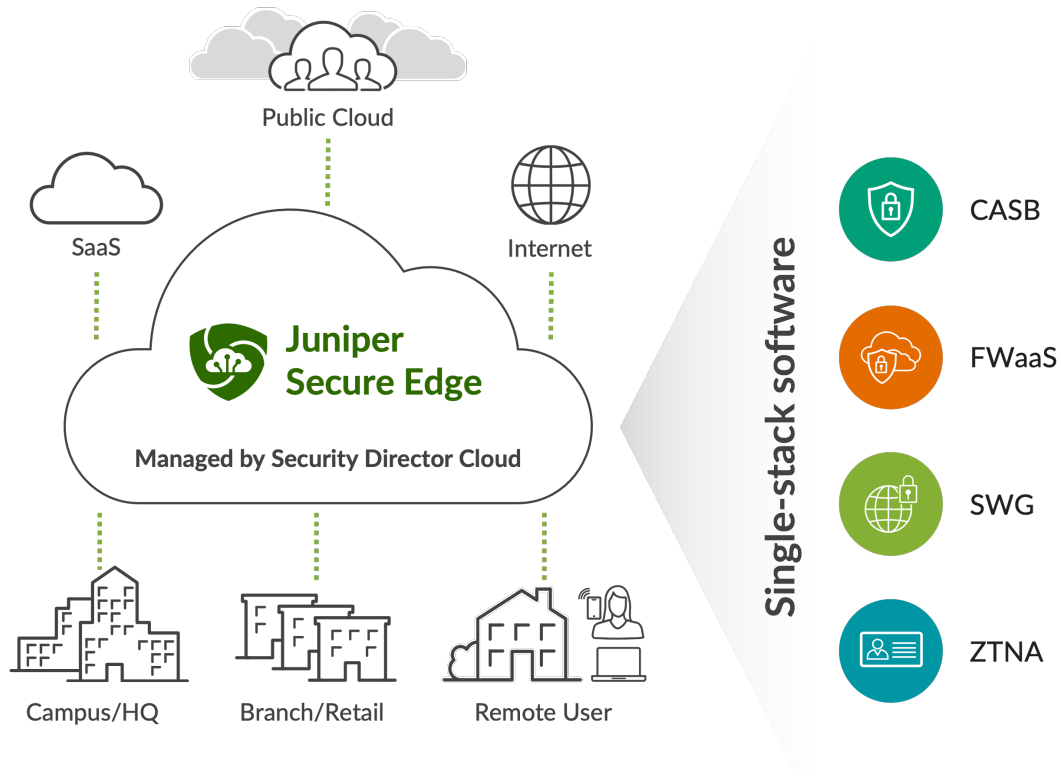 Public Cloud
SaaS
Internet
Juniper
Secure Edge
Managed by Security Director Cloud
Campus/HQ
Branch/Retail
Remote User
Single-stack software
CASB
FWaaS
SWG
ZTNA